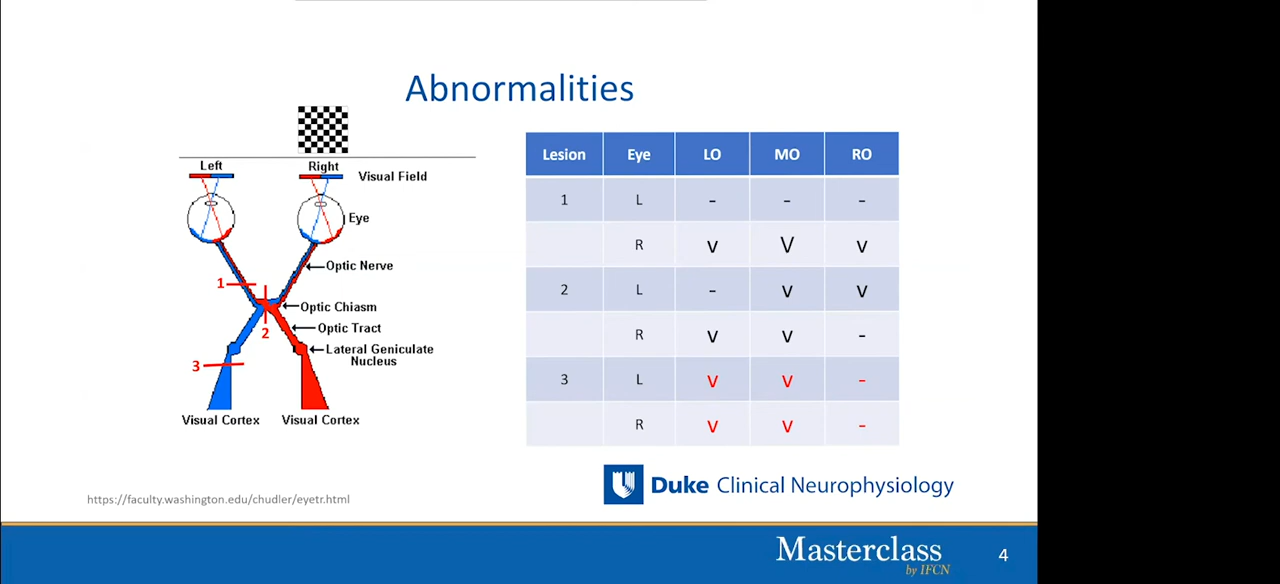 Abnormalities
Left
Right
Visual Field
Eye
Optic Nerve
1
Optic Chiasm
2
Optic Tract
3
Lateral Geniculate
Nucleus
Visual Cortex
Visual Cortex
Lesion Eye LO MO RO
1 L - - -
R v V v
2 L - v v
R v v -
3 L v v -
R v v -
https://faculty.washington.edu/chudler/eyetr.html
Duke Clinical Neurophysiology
Masterclass
by IFCN
4